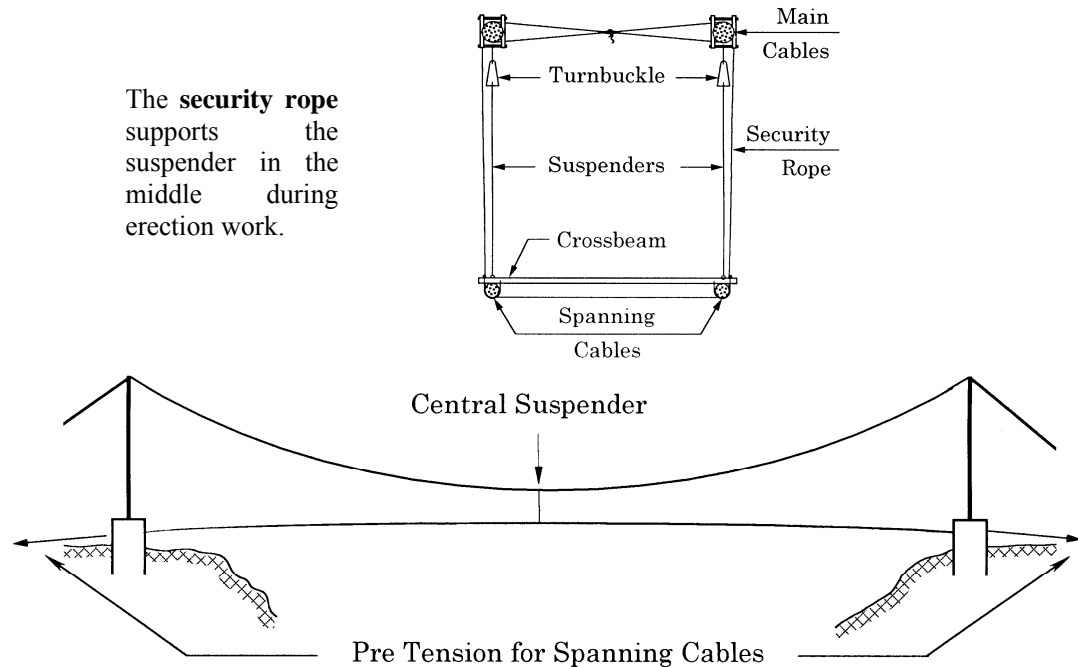 Main
Cables
Turnbuckle
The security rope
supports the
suspender in the
middle during
erection work.
Security
Rope
Suspenders
Crossbeam
Spanning
Cables
Central Suspender
Pre Tension for Spanning Cables